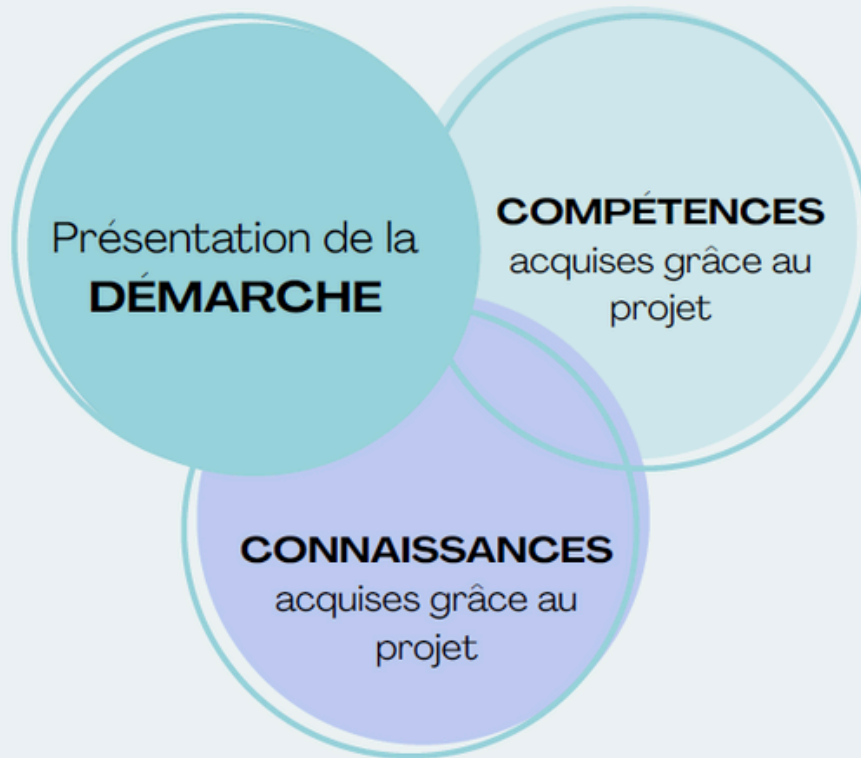 Présentation de la
DÉMARCHE
COMPÉTENCES
acquises grâce au
projet
CONNAISSANCES
acquises grâce au
projet